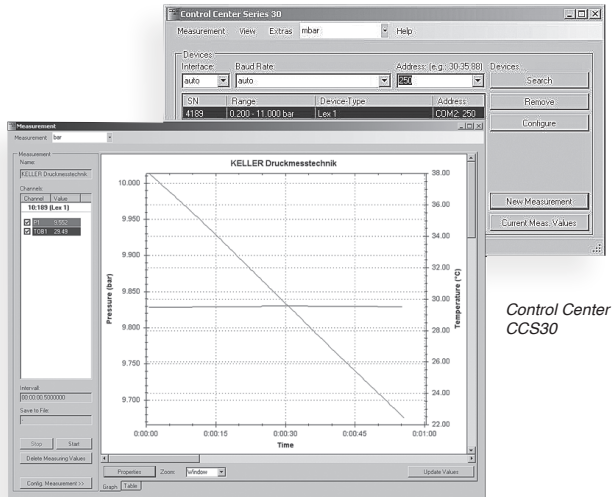 Control Center Series 30
Measurement View Extras mbar Help
Devices:
Interface: Baud Rate: Address: (e.g.: 30-35:88) Devices:
auto auto 250 Search
SN Range Device-Type Address
4189 0.200 - 11.000 bar Lex 1 COM2: 250
Remove
Configure
New Measurement
Current Meas. Values
Measurement
Measurement bar
Measurement
Name:
KELLER Druckmesstechnik
Channels:
Channel Value
10:189 (Lex 1)
P1 9.552
TOB1 29.49
Intervall:
00:00:00.5000000
Save to File:
Stop Start
Delete Measuring Values
Config. Measurement >>
KELLER Druckmesstechnik
Pressure (bar)
10.000
9.950
9.900
9.850
9.800
9.750
9.700
38.00
36.00
34.00
32.00
30.00
28.00
26.00
24.00
22.00
Temperature (°C)
0:00:00 0:00:15 0:00:30 0:00:45 0:01:00
Time
Properties Zoom: Window Update Values
Graph Table
Control Center
CCS30